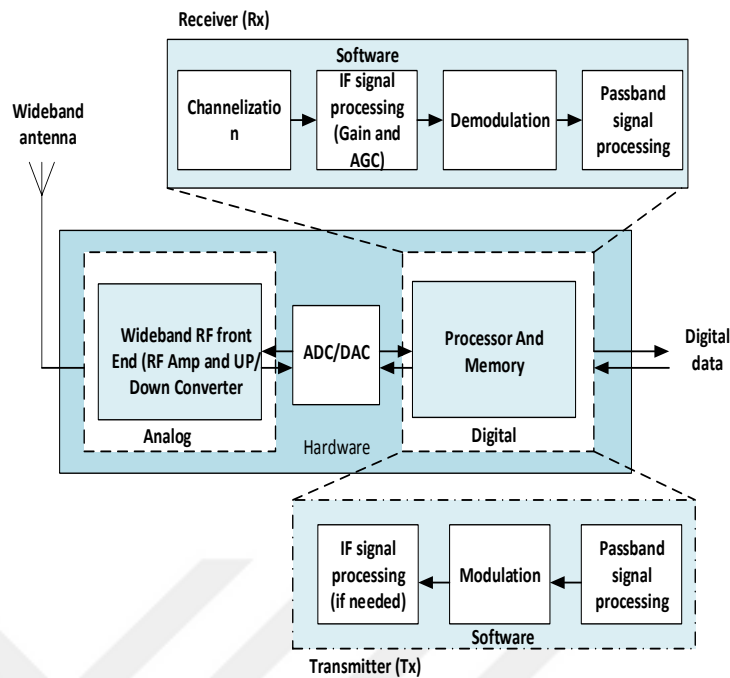 Receiver (Rx)
Software
Channelizatio
n
IF signal
processing
(Gain and
AGC)
Demodulation
Passband
signal
processing
Wideband
antenna
Wideband RF front
End (RF Amp and UP/
Down Converter
Analog
ADC/DAC
Hardware
Processor And
Memory
Digital
Digital
data
IF signal
processing
(if needed)
Modulation
Passband
signal
processing
Software
Transmitter (Tx)